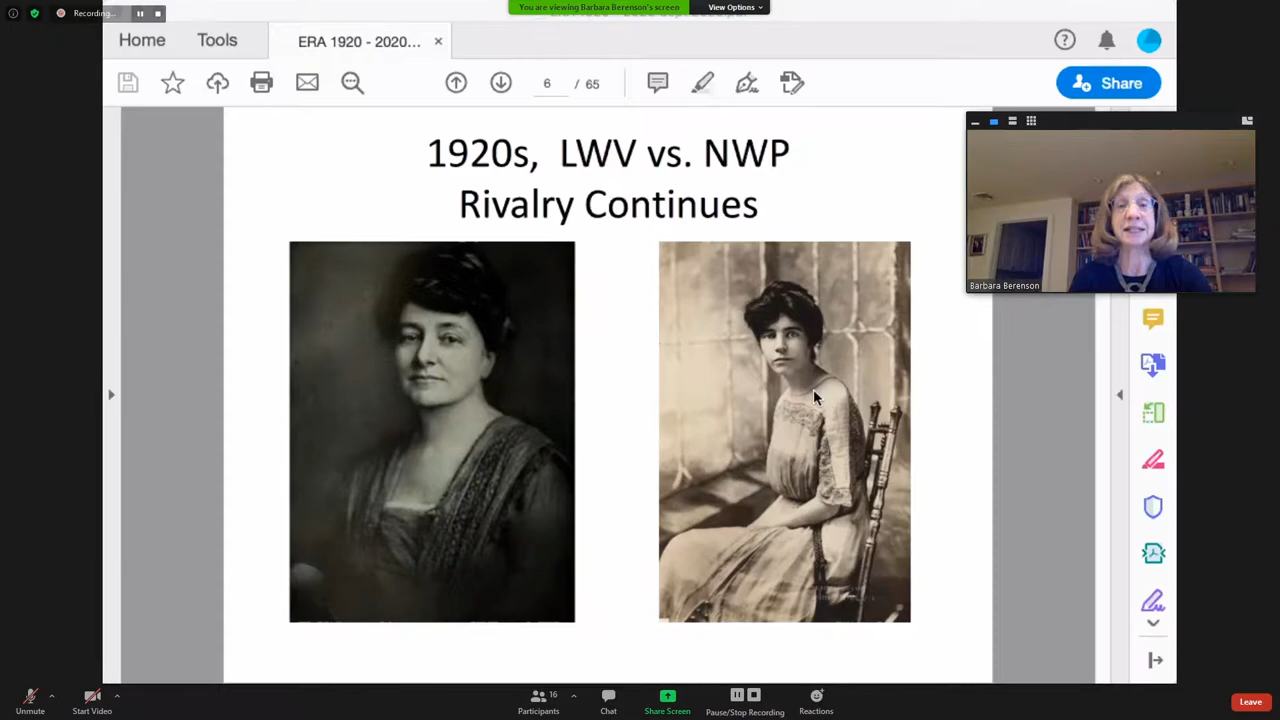 Recording...
You are viewing Barbara Berenson's screen
View Options
Home
Tools
ERA 1920 - 2020...
6 / 65
Share
1920s, LWV vs. NWP
Rivalry Continues
Barbara Berenson
Unmute
Start Video
16
Participants
Chat
Share Screen
Pause/Stop Recording
Reactions
Leave